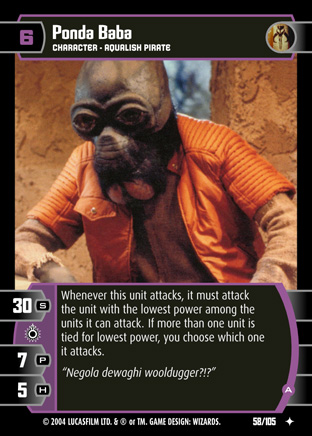 6
Ponda Baba
CHARACTER • AQUALISH PIRATE
30 S
7 P
5 H
Whenever this unit attacks, it must attack
the unit with the lowest power among the
units it can attack. If more than one unit is
tied for lowest power, you choose which one
it attacks.
“Negola dewaghi wooldugger?!?”
A
© 2004 LUCASFILM LTD. & ® or TM. GAME DESIGN: WIZARDS.
58/105